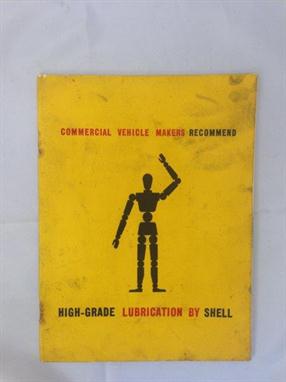 COMMERCIAL VEHICLE MAKERS RECOMMEND
HIGH-GRADE LUBRICATION BY SHELL